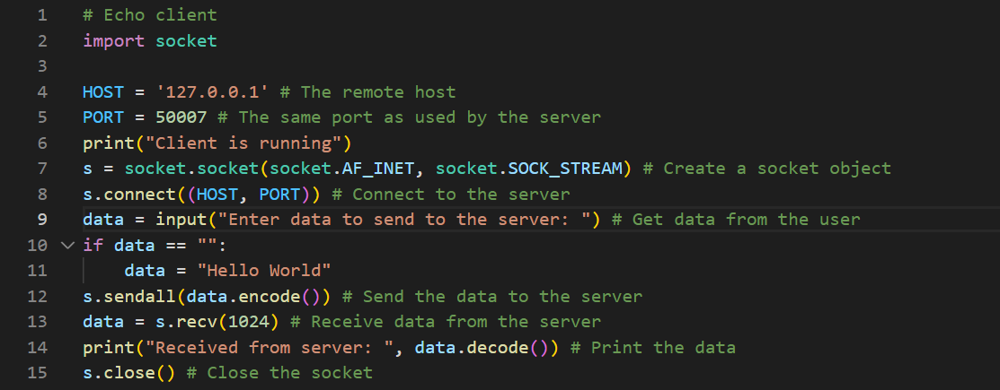 1 # Echo client
2 import socket
3
4 HOST = '127.0.0.1' # The remote host
5 PORT = 50007 # The same port as used by the server
6 print("Client is running")
7 s = socket.socket(socket.AF_INET, socket.SOCK_STREAM) # Create a socket object
8 s.connect((HOST, PORT)) # Connect to the server
9 data = input("Enter data to send to the server: ") # Get data from the user
10 if data == "":
11     data = "Hello World"
12 s.sendall(data.encode()) # Send the data to the server
13 data = s.recv(1024) # Receive data from the server
14 print("Received from server: ", data.decode()) # Print the data
15 s.close() # Close the socket